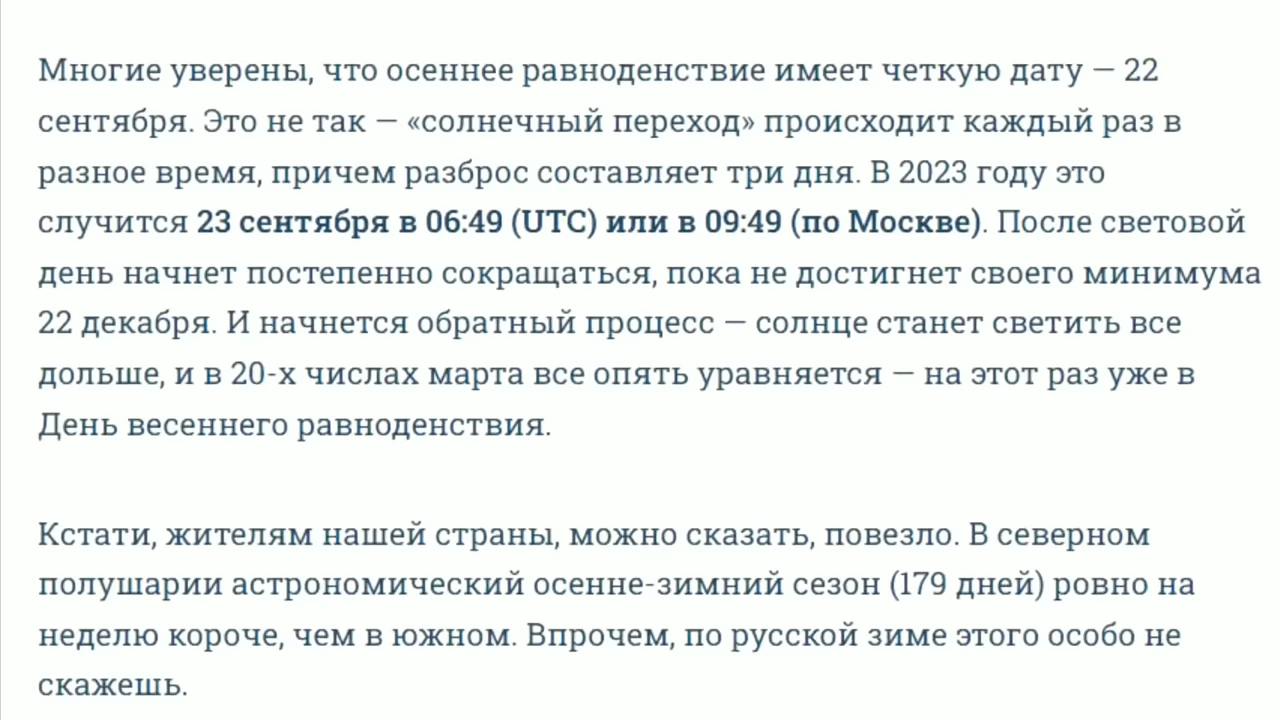 Многие уверены, что осеннее равноденствие имеет четкую дату — 22
сентября. Это не так — «солнечный переход» происходит каждый раз в
разное время, причем разброс составляет три дня. В 2023 году это
случится 23 сентября в 06:49 (UTC) или в 09:49 (по Москве). После световой
день начнет постепенно сокращаться, пока не достигнет своего минимума
22 декабря. И начнется обратный процесс — солнце станет светить все
дольше, и в 20-х числах марта все опять уравняется — на этот раз уже в
День весеннего равноденствия.
Кстати, жителям нашей страны, можно сказать, повезло. В северном
полушарии астрономический осенне-зимний сезон (179 дней) ровно на
неделю короче, чем в южном. Впрочем, по русской зиме этого особо не
скажешь.